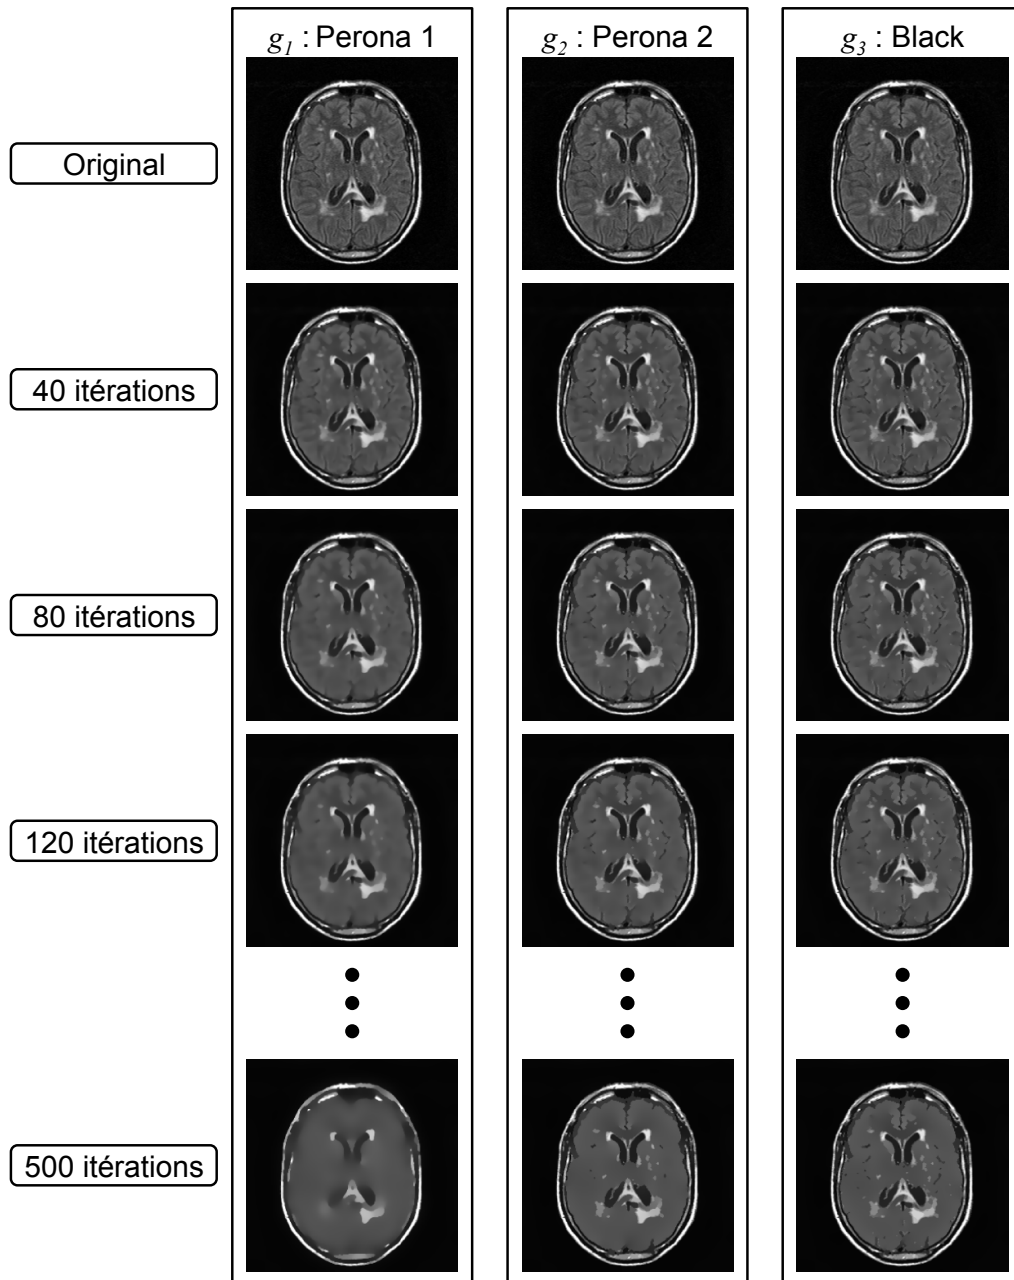 g1 : Perona 1
g2 : Perona 2
g3 : Black
Original
40 itérations
80 itérations
120 itérations
500 itérations